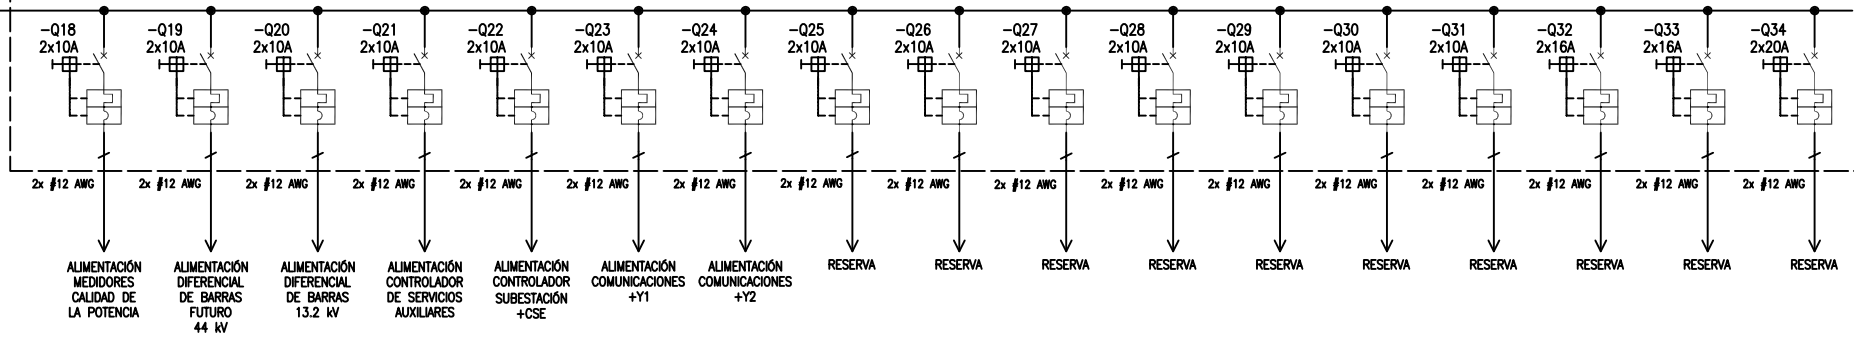 -Q18 -Q19 -Q20 -Q21 -Q22 -Q23 -Q24 -Q25 -Q26 -Q27 -Q28 -Q29 -Q30 -Q31 -Q32 -Q33 -Q34
2x10A 2x10A 2x10A 2x10A 2x10A 2x10A 2x10A 2x10A 2x10A 2x10A 2x10A 2x10A 2x10A 2x10A 2x16A 2x16A 2x20A
2x #12 AWG 2x #12 AWG 2x #12 AWG 2x #12 AWG 2x #12 AWG 2x #12 AWG 2x #12 AWG 2x #12 AWG 2x #12 AWG 2x #12 AWG 2x #12 AWG 2x #12 AWG 2x #12 AWG 2x #12 AWG 2x #12 AWG 2x #12 AWG 2x #12 AWG
ALIMENTACIÓN
MEDIDORES
CALIDAD DE
LA POTENCIA
ALIMENTACIÓN
DIFERENCIAL
DE BARRAS
FUTURO
44 kV
ALIMENTACIÓN
DIFERENCIAL
DE BARRAS
13.2 kV
ALIMENTACIÓN
CONTROLADOR
DE SERVICIOS
AUXILIARES
ALIMENTACIÓN
CONTROLADOR
SUBESTACIÓN
+CSE
ALIMENTACIÓN
COMUNICACIONES
+Y1
ALIMENTACIÓN
COMUNICACIONES
+Y2
RESERVA RESERVA RESERVA RESERVA RESERVA RESERVA RESERVA RESERVA RESERVA RESERVA